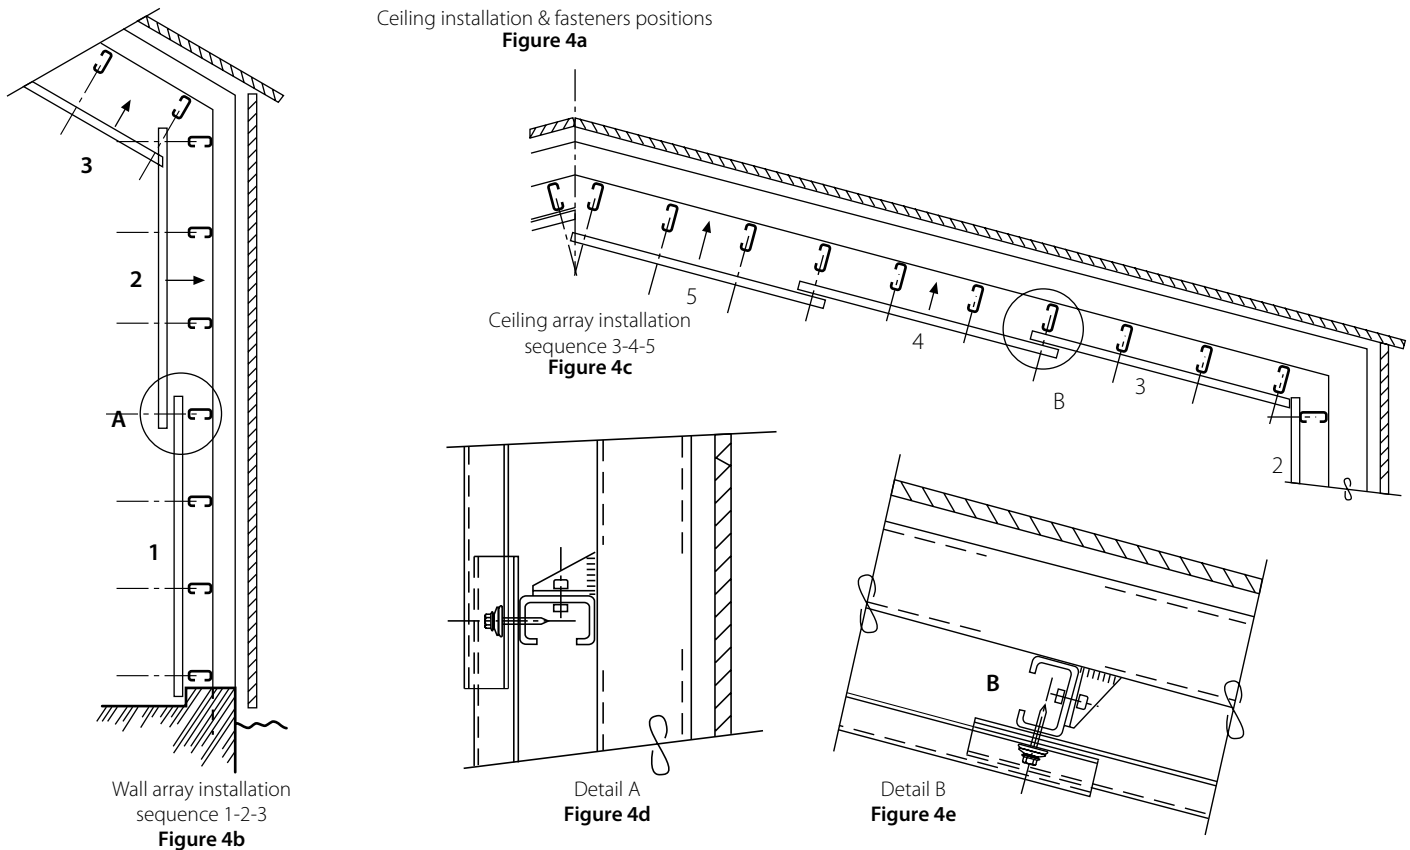 Ceiling installation & fasteners positions
Figure 4a
3
2
A
1
Wall array installation
sequence 1-2-3
Figure 4b
5
4
B
3
2
Ceiling array installation
sequence 3-4-5
Figure 4c
Detail A
Figure 4d
B
Detail B
Figure 4e